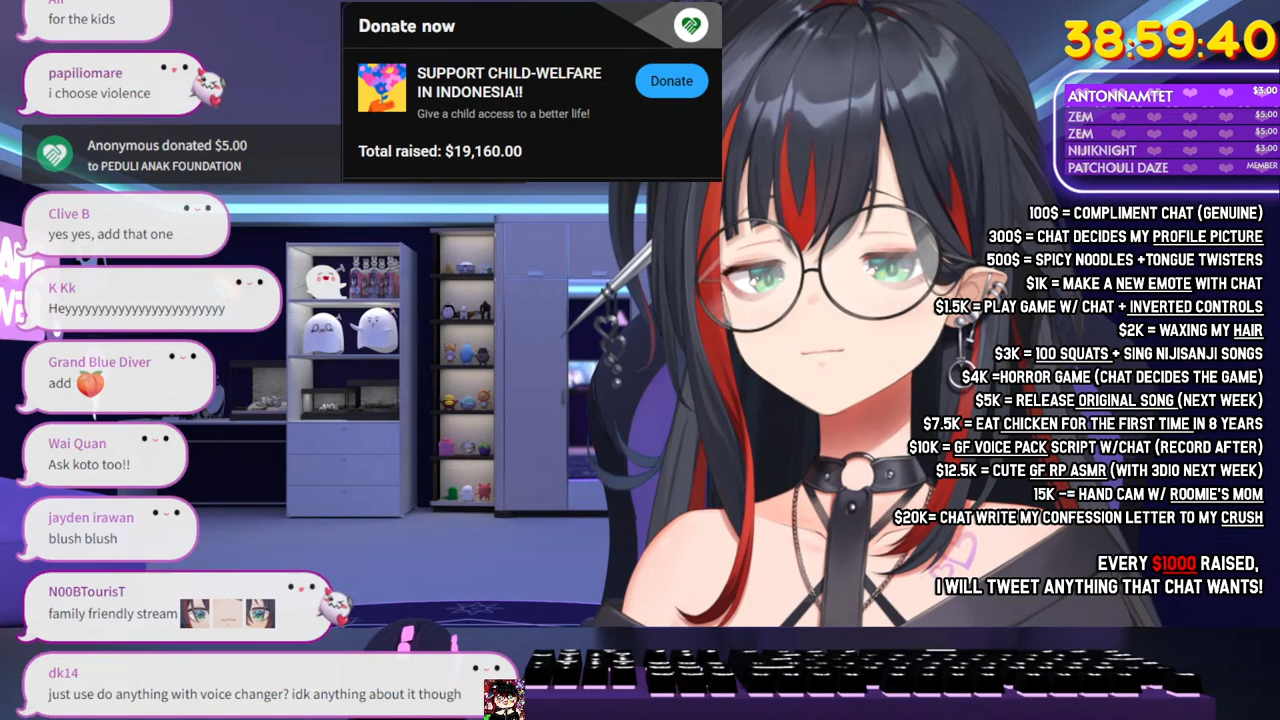 for the kids
papiliomare
i choose violence
Anonymous donated $5.00
to PEDULI ANAK FOUNDATION
Clive B
yes yes, add that one
K Kk
Heyyyyyyyyyyyyyyyyyyyyyyyy
Grand Blue Diver
add
Wai Quan
Ask koto too!!
jayden irawan
blush blush
N00BTourisT
family friendly stream
dk14
just use do anything with voice changer? idk anything about it though
Donate now
SUPPORT CHILD-WELFARE
IN INDONESIA!!
Give a child access to a better life!
Donate
Total raised: $19,160.00
38:59:40
ANTONNAMTET $3.00
ZEM $5.00
ZEM $5.00
NIJIKNIGHT $3.00
PATCHOULI DAZE MEMBER
100$ = COMPLIMENT CHAT (GENUINE)
300$ = CHAT DECIDES MY PROFILE PICTURE
500$ = SPICY NOODLES +TONGUE TWISTERS
$1K = MAKE A NEW EMOTE WITH CHAT
$1.5K = PLAY GAME W/ CHAT + INVERTED CONTROLS
$2K = WAXING MY HAIR
$3K = 100 SQUATS + SING NIJISANJI SONGS
$4K =HORROR GAME (CHAT DECIDES THE GAME)
$5K = RELEASE ORIGINAL SONG (NEXT WEEK)
$7.5K = EAT CHICKEN FOR THE FIRST TIME IN 8 YEARS
$10K = GF VOICE PACK SCRIPT W/CHAT (RECORD AFTER)
$12.5K = CUTE GF RP ASMR (WITH 3DIO NEXT WEEK)
15K -= HAND CAM W/ ROOMIE'S MOM
$20K= CHAT WRITE MY CONFESSION LETTER TO MY CRUSH
EVERY $1000 RAISED,
I WILL TWEET ANYTHING THAT CHAT WANTS!